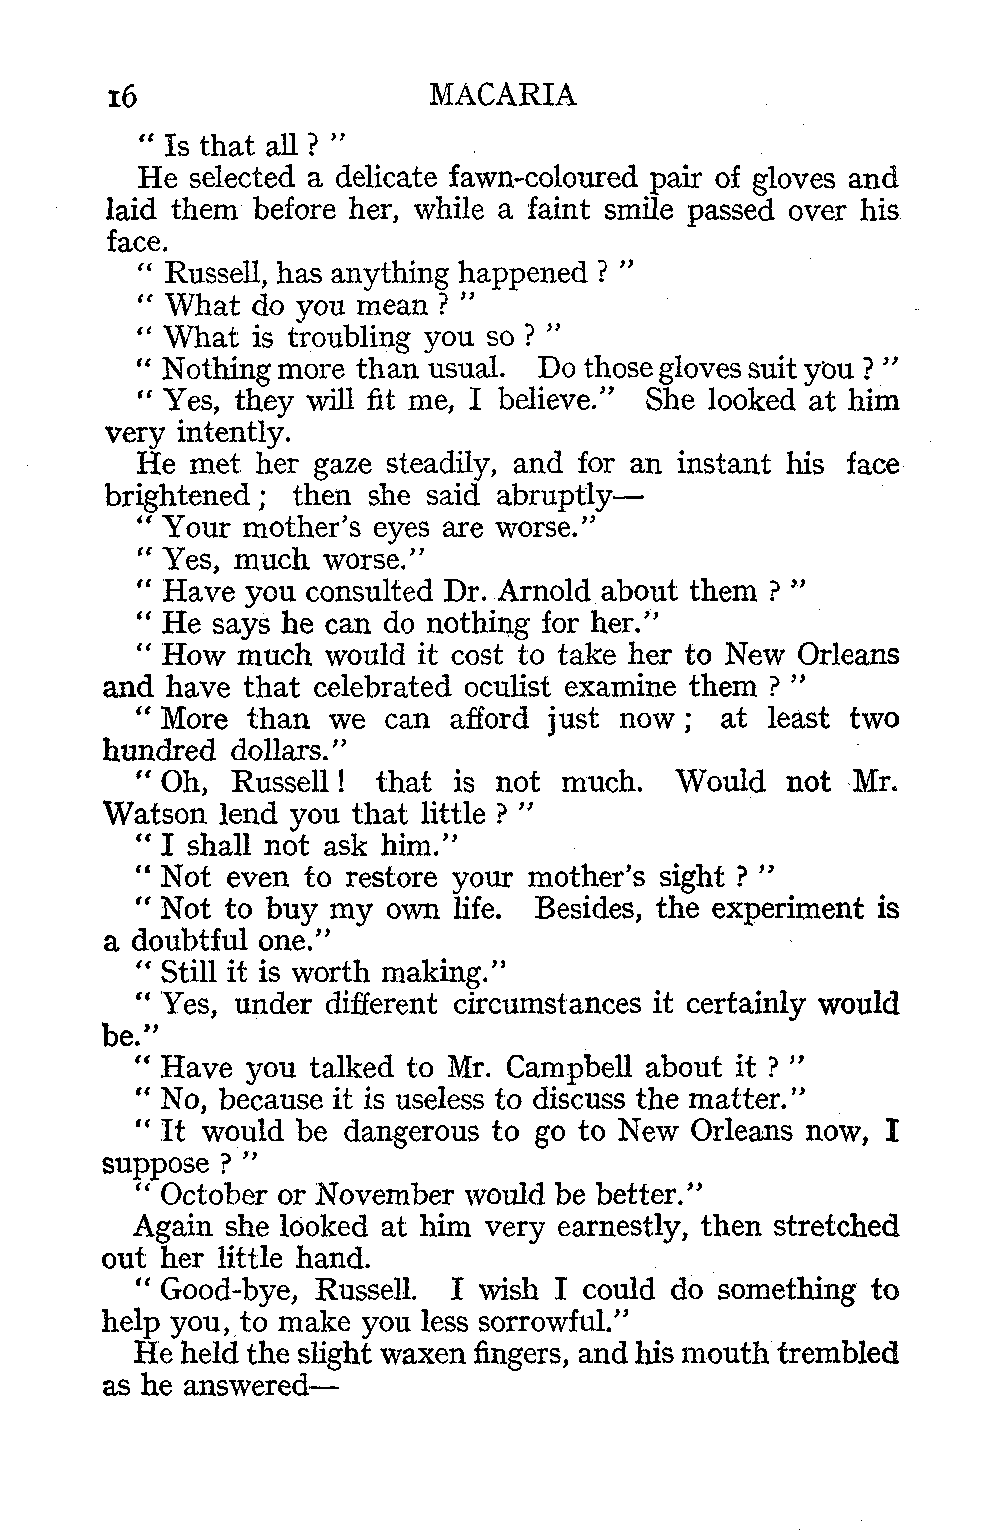 16 MACARIA
“ Is that all ? ”
He selected a delicate fawn-coloured pair of gloves and
laid them before her, while a faint smile passed over his
face.
“ Russell, has anything happened ? ”
“ What do you mean ? ”
“ What is troubling you so ? ”
“ Nothing more than usual. Do those gloves suit you ? ”
“ Yes, they will fit me, I believe.” She looked at him
very intently.
He met her gaze steadily, and for an instant his face
brightened ; then she said abruptly—
“ Your mother’s eyes are worse.”
“ Yes, much worse.”
“ Have you consulted Dr. Arnold about them ? ”
“ He says he can do nothing for her.”
“ How much would it cost to take her to New Orleans
and have that celebrated oculist examine them ? ”
“ More than we can afford just now ; at least two
hundred dollars.”
“ Oh, Russell ! that is not much. Would not Mr.
Watson lend you that little ? ”
“ I shall not ask him.”
“ Not even to restore your mother’s sight ? ”
“ Not to buy my own life. Besides, the experiment is
a doubtful one.”
“ Still it is worth making.”
“ Yes, under different circumstances it certainly would
be.”
“ Have you talked to Mr. Campbell about it ? ”
“ No, because it is useless to discuss the matter.”
“ It would be dangerous to go to New Orleans now, I
suppose ? ”
“ October or November would be better.”
Again she looked at him very earnestly, then stretched
out her little hand.
“ Good-bye, Russell. I wish I could do something to
help you, to make you less sorrowful.”
He held the slight waxen fingers, and his mouth trembled
as he answered—